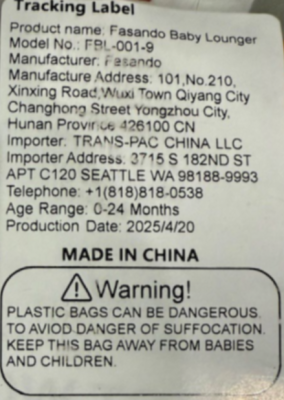 Tracking Label
Product name: Fasando Baby Lounger
Model No.: FBL-001-9
Manufacturer: Fasando
Manufacture Address: 101,No.210,
Xinxing Road,Wuxi Town Qiyang City
Changhong Street Yongzhou City,
Hunan Province 426100 CN
Importer: TRANS-PAC CHINA LLC
Importer Address: 3715 S 182ND ST
APT C120 SEATTLE WA 98188-9993
Telephone: +1(818)818-0538
Age Range: 0-24 Months
Production Date: 2025/4/20
MADE IN CHINA
Warning!
PLASTIC BAGS CAN BE DANGEROUS.
TO AVIOD DANGER OF SUFFOCATION.
KEEP THIS BAG AWAY FROM BABIES
AND CHILDREN.